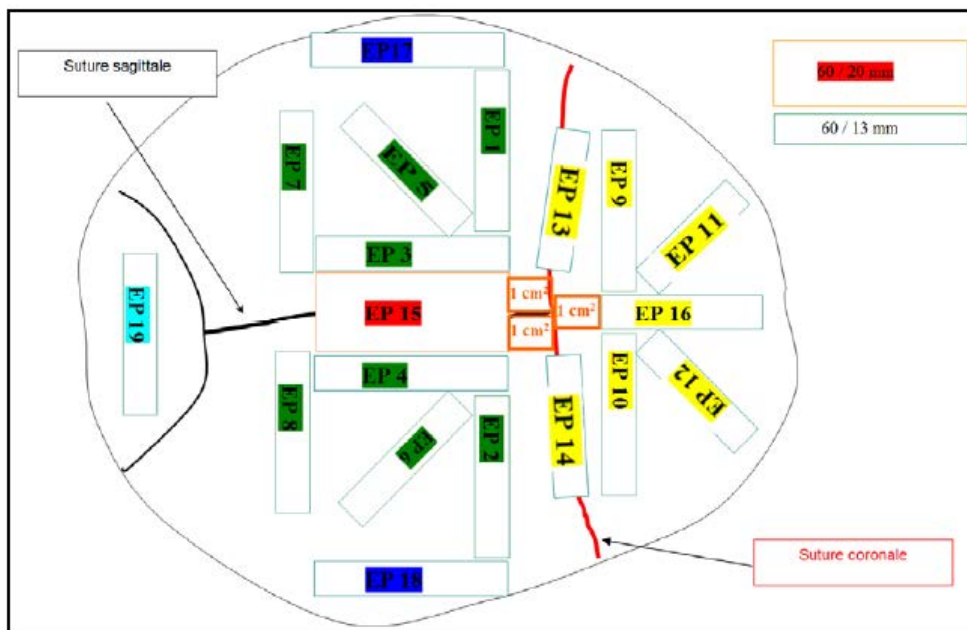 EP17
Suture sagittale
60 / 20 mm
60 / 13 mm
EP 1
EP 7
EP 5
EP 13
EP 9
EP 11
EP 3
EP 19
EP 15
1 cm²
1 cm²
1 cm²
EP 16
EP 4
EP 8
EP 6
EP 2
EP 14
EP 10
EP 12
EP 18
Suture coronale